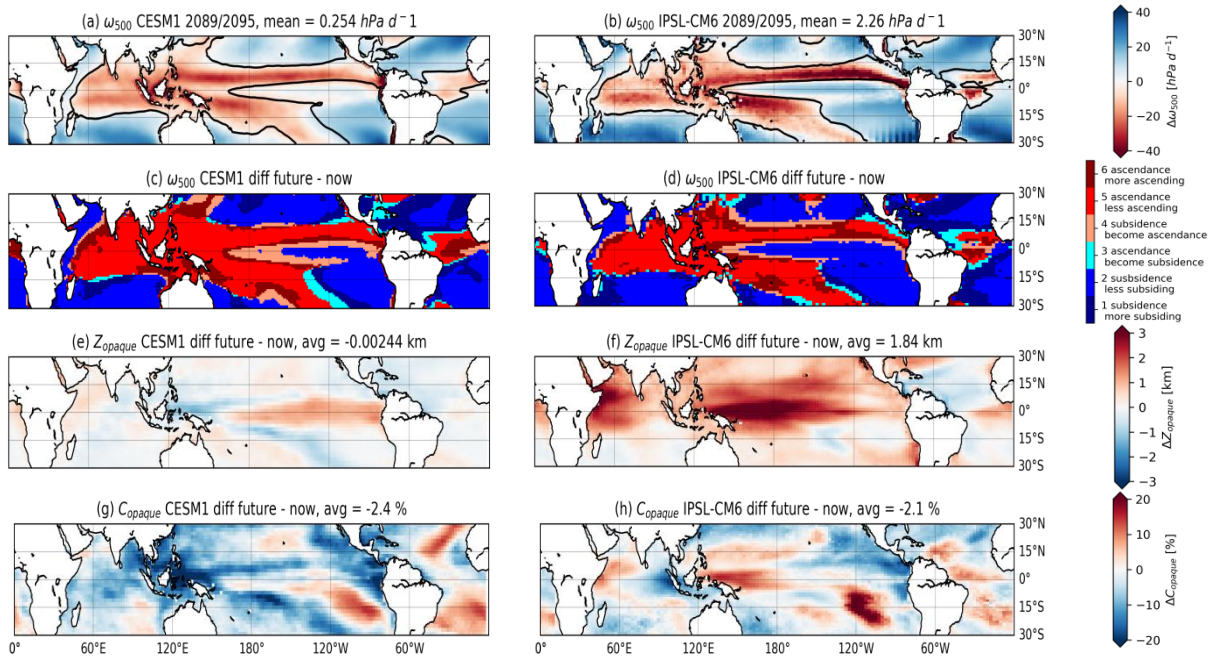 (a) ω500 CESM1 2089/2095, mean = 0.254 hPa d−1
(b) ω500 IPSL-CM6 2089/2095, mean = 2.26 hPa d−1
30°N
15°N
0°
15°S
30°S
40
20
0
−20
−40
Δω500 [hPa d−1]
(c) ω500 CESM1 diff future - now
(d) ω500 IPSL-CM6 diff future - now
30°N
15°N
0°
15°S
30°S
6 ascendance
more ascending
5 ascendance
less ascending
4 subsidence
become ascendance
3 ascendance
become subsidence
2 susbsidence
less subsiding
1 subsidence
more subsiding
(e) Zopaque CESM1 diff future - now, avg = -0.00244 km
(f) Zopaque IPSL-CM6 diff future - now, avg = 1.84 km
30°N
15°N
0°
15°S
30°S
3
2
1
0
−1
−2
−3
ΔZopaque [km]
(g) Copaque CESM1 diff future - now, avg = -2.4 %
(h) Copaque IPSL-CM6 diff future - now, avg = -2.1 %
30°N
15°N
0°
15°S
30°S
20
10
0
−10
−20
ΔCopaque [%]
0° 60°E 120°E 180° 120°W 60°W
0° 60°E 120°E 180° 120°W 60°W